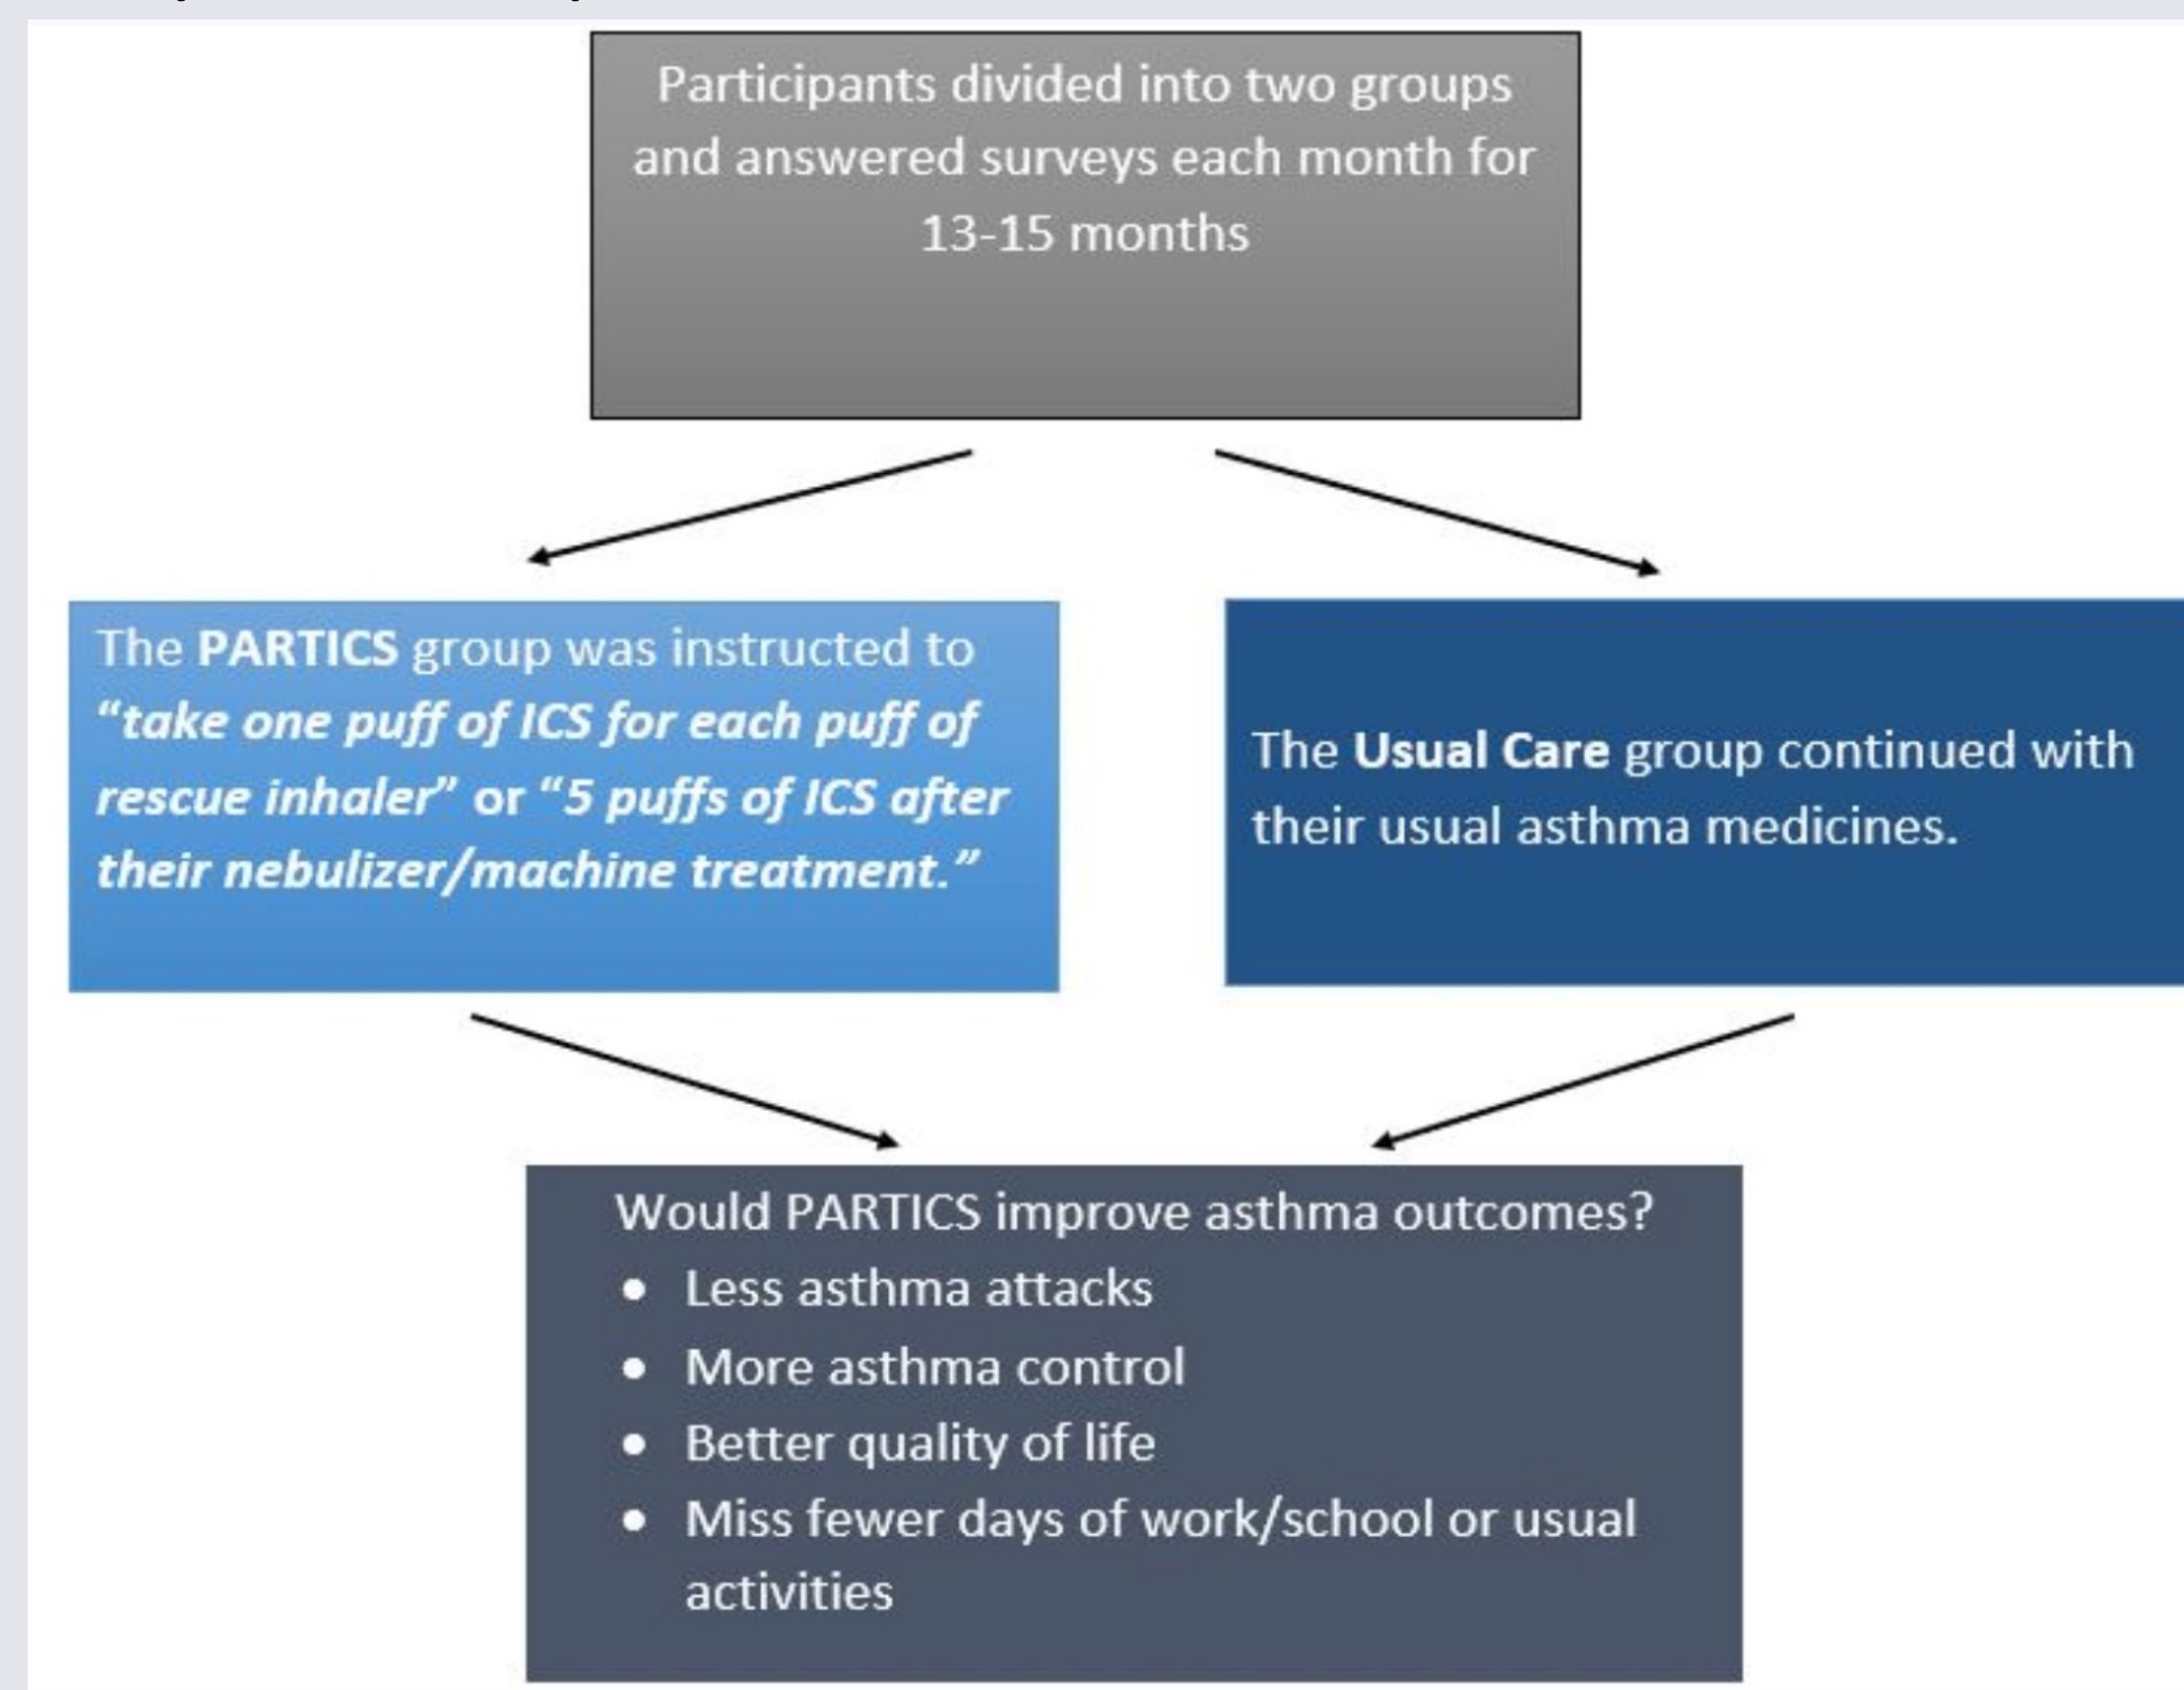 Participants divided into two groups
and answered surveys each month for
13-15 months
The PARTICS group was instructed to
“take one puff of ICS for each puff of
rescue inhaler” or “5 puffs of ICS after
their nebulizer/machine treatment.”
The Usual Care group continued with
their usual asthma medicines.
Would PARTICS improve asthma outcomes?
● Less asthma attacks
● More asthma control
● Better quality of life
● Miss fewer days of work/school or usual
activities